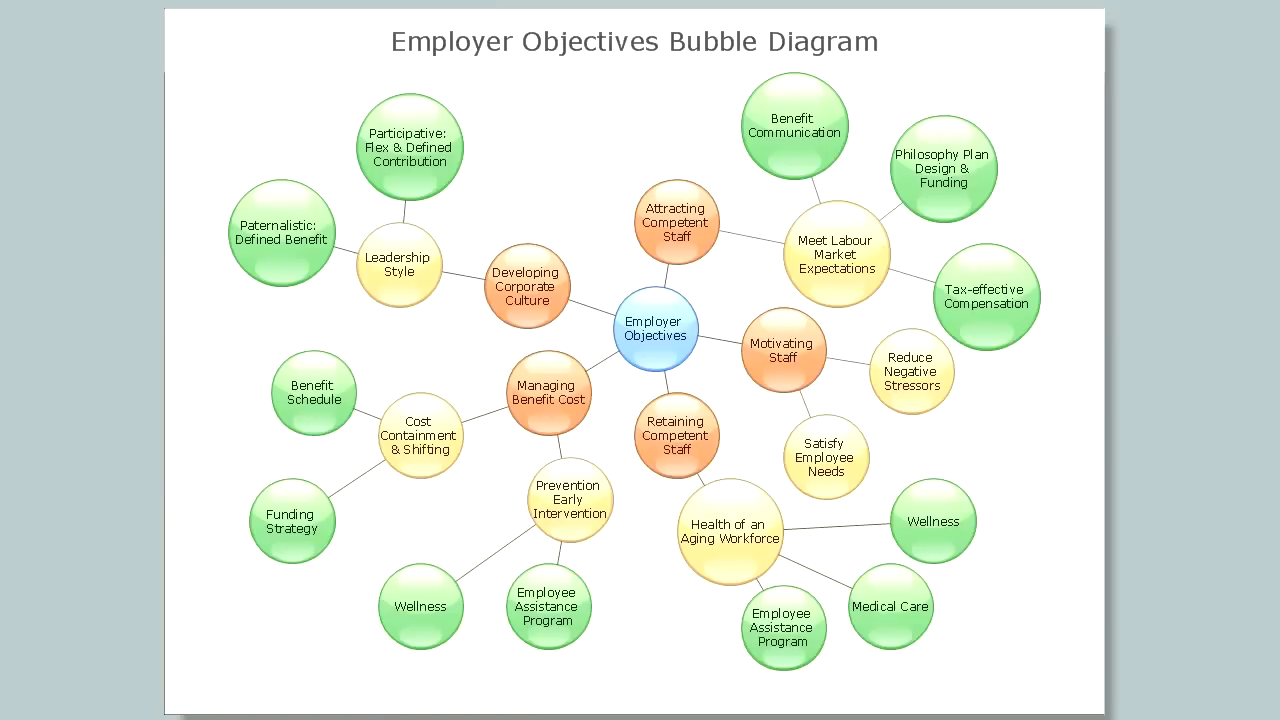 Employer Objectives Bubble Diagram
Benefit
Communication
Participative:
Flex & Defined
Contribution
Philosophy Plan
Design &
Funding
Attracting
Competent
Staff
Paternalistic:
Defined Benefit
Meet Labour
Market
Expectations
Leadership
Style
Developing
Corporate
Culture
Tax-effective
Compensation
Employer
Objectives
Motivating
Staff
Reduce
Negative
Stressors
Benefit
Schedule
Managing
Benefit Cost
Cost
Containment
& Shifting
Retaining
Competent
Staff
Satisfy
Employee
Needs
Prevention
Early
Intervention
Funding
Strategy
Health of an
Aging Workforce
Wellness
Wellness
Employee
Assistance
Program
Medical Care
Employee
Assistance
Program